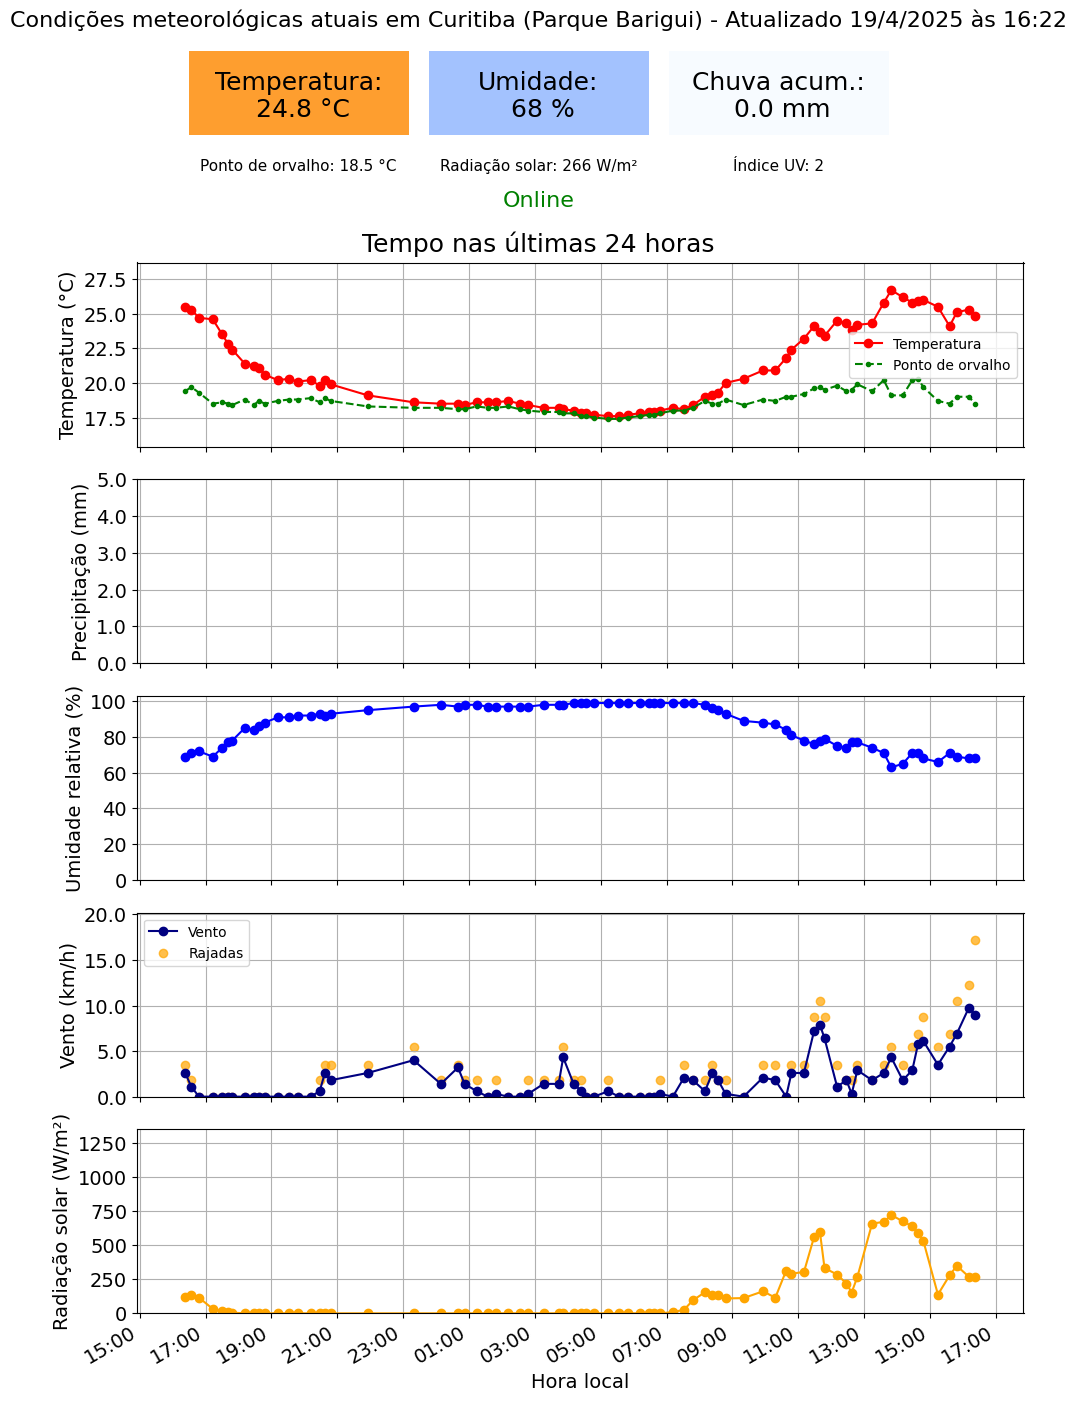 Condições meteorológicas atuais em Curitiba (Parque Barigui) - Atualizado 19/4/2025 às 16:22
Temperatura:
24.8 °C
Umidade:
68 %
Chuva acum.:
0.0 mm
Ponto de orvalho: 18.5 °C
Radiação solar: 266 W/m²
Índice UV: 2
Online
Tempo nas últimas 24 horas
Temperatura (°C)
27.5
25.0
22.5
20.0
17.5
Temperatura
Ponto de orvalho
Precipitação (mm)
5.0
4.0
3.0
2.0
1.0
0.0
Umidade relativa (%)
100
80
60
40
20
0
Vento (km/h)
20.0
15.0
10.0
5.0
0.0
Vento
Rajadas
Radiação solar (W/m²)
1250
1000
750
500
250
0
15:00
17:00
19:00
21:00
23:00
01:00
03:00
05:00
07:00
09:00
11:00
13:00
15:00
17:00
Hora local